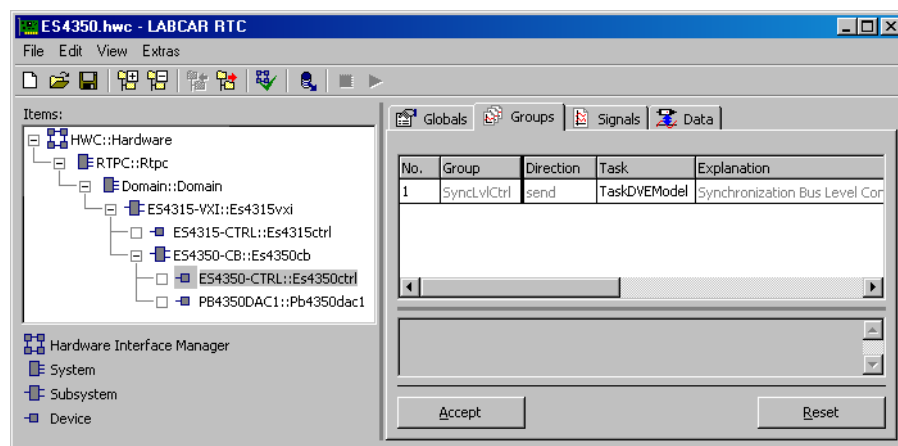 ES4350.hwc - LABCAR RTC
File Edit View Extras
Items:
HWC::Hardware
RTPC::Rtpc
Domain::Domain
ES4315-VXI::Es4315vxi
ES4315-CTRL::Es4315ctrl
ES4350-CB::Es4350cb
ES4350-CTRL::Es4350ctrl
PB4350DAC1::Pb4350dac1
Hardware Interface Manager
System
Subsystem
Device
Globals Groups Signals Data
No. Group Direction Task Explanation
1 SyncLvlCtrl send TaskDVEModel Synchronization Bus Level Con
Accept Reset